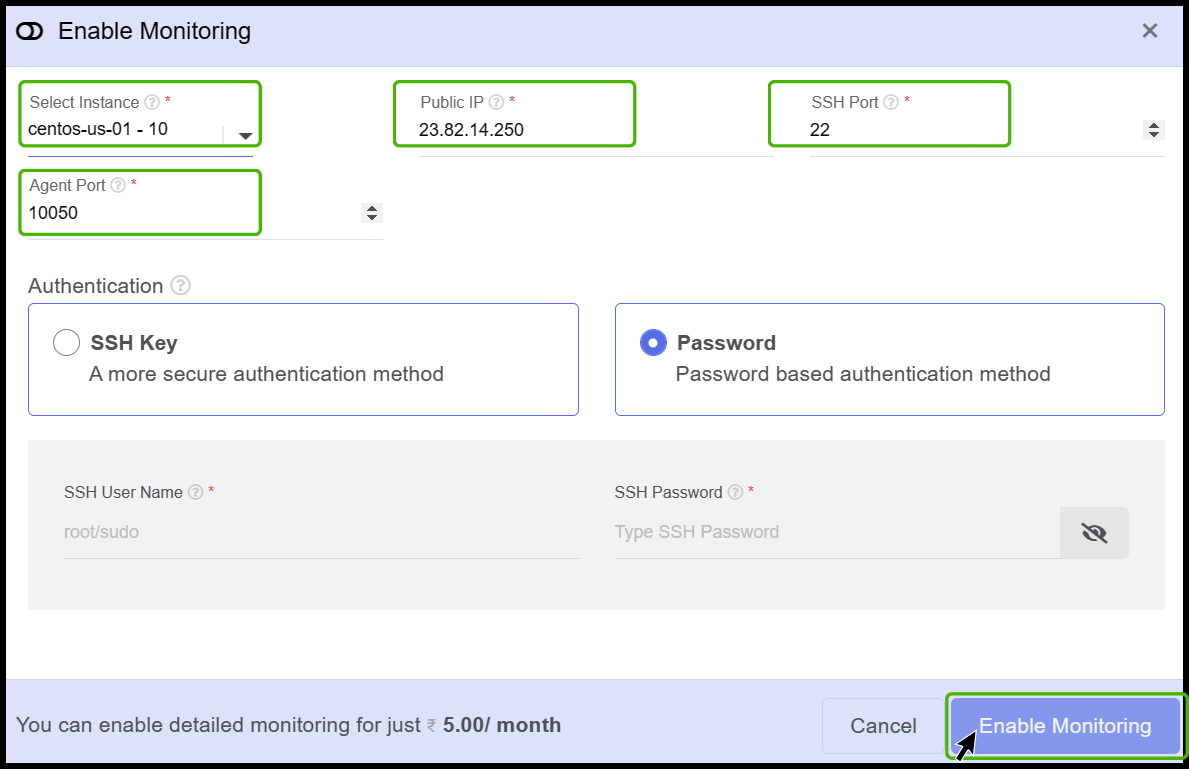 Enable Monitoring
Select Instance ? *
centos-us-01 - 10
Public IP ? *
23.82.14.250
SSH Port ? *
22
Agent Port ? *
10050
Authentication ?
SSH Key
A more secure authentication method
Password
Password based authentication method
SSH User Name ? *
root/sudo
SSH Password ? *
Type SSH Password
You can enable detailed monitoring for just ₹ 5.00/ month
Cancel
Enable Monitoring